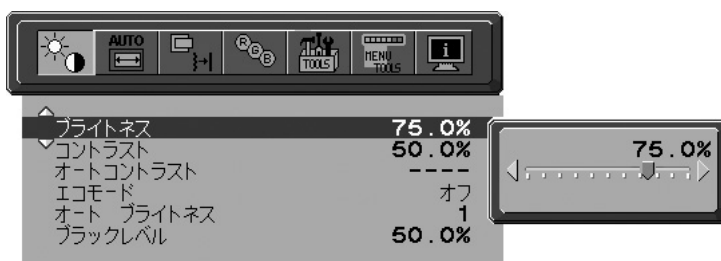 AUTO
RGB
TOOLS
MENU
TOOLS
i
ブライトネス 75.0%
コントラスト 50.0%
オートコントラスト ----
エコモード オフ
オート ブライトネス 1
ブラックレベル 50.0%
75.0%